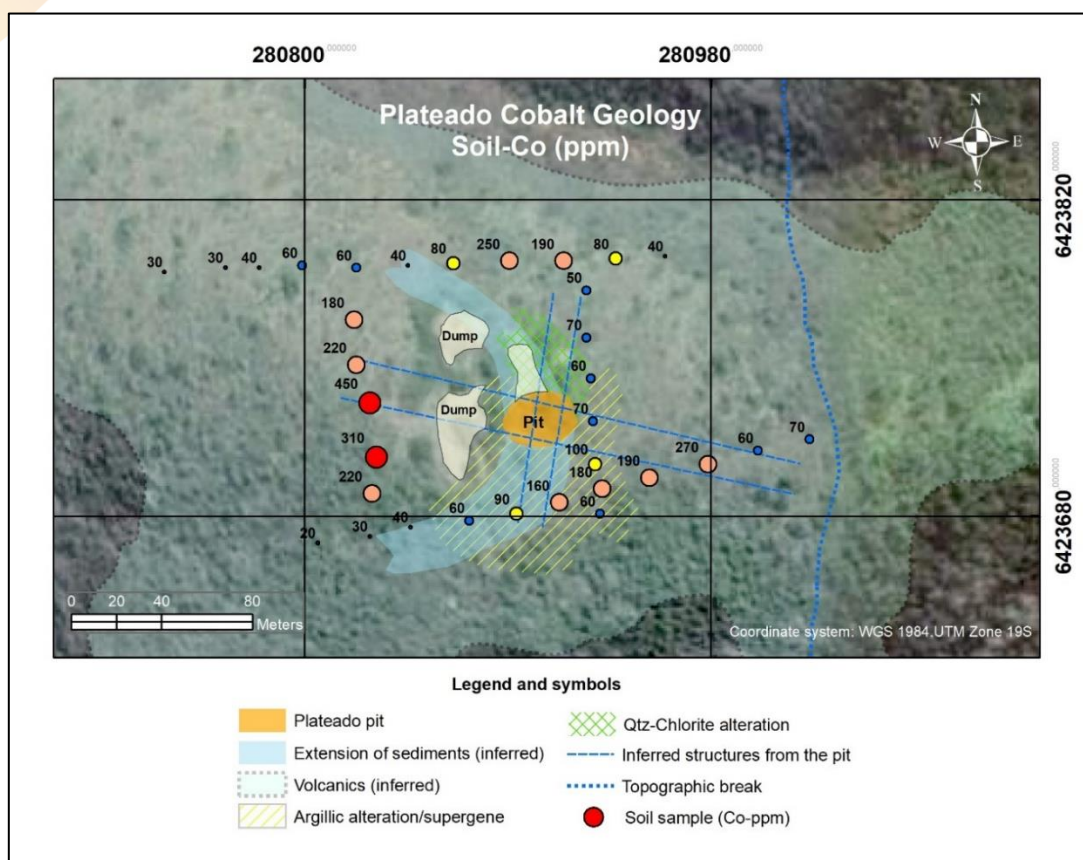 280800.000000
280980.000000
Plateado Cobalt Geology
Soil-Co (ppm)
N
W E
S
6423820.000000
6423680.000000
30
30
40
60
60
40
80
250
190
80
40
50
180
70
220
60
450
70
310
100
270
60
70
220
180
190
160
60
90
60
40
30
20
Dump
Dump
Pit
0 20 40 80
Meters
Coordinate system: WGS 1984.UTM Zone 19S
Legend and symbols
Plateado pit
Extension of sediments (inferred)
Volcanics (inferred)
Argillic alteration/supergene
Qtz-Chlorite alteration
Inferred structures from the pit
Topographic break
Soil sample (Co-ppm)